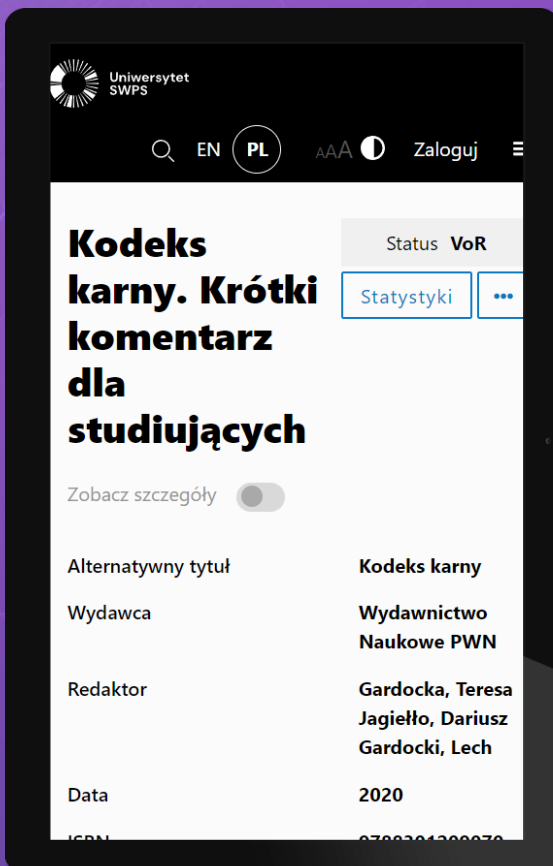 Uniwersytet
SWPS
EN PL AAA Zaloguj
Kodeks
karny. Krótki
komentarz
dla
studiujących
Status VoR
Statystyki
Zobacz szczegóły
Alternatywny tytuł Kodeks karny
Wydawca Wydawnictwo
Naukowe PWN
Redaktor Gardocka, Teresa
Jagiełło, Dariusz
Gardocki, Lech
Data 2020